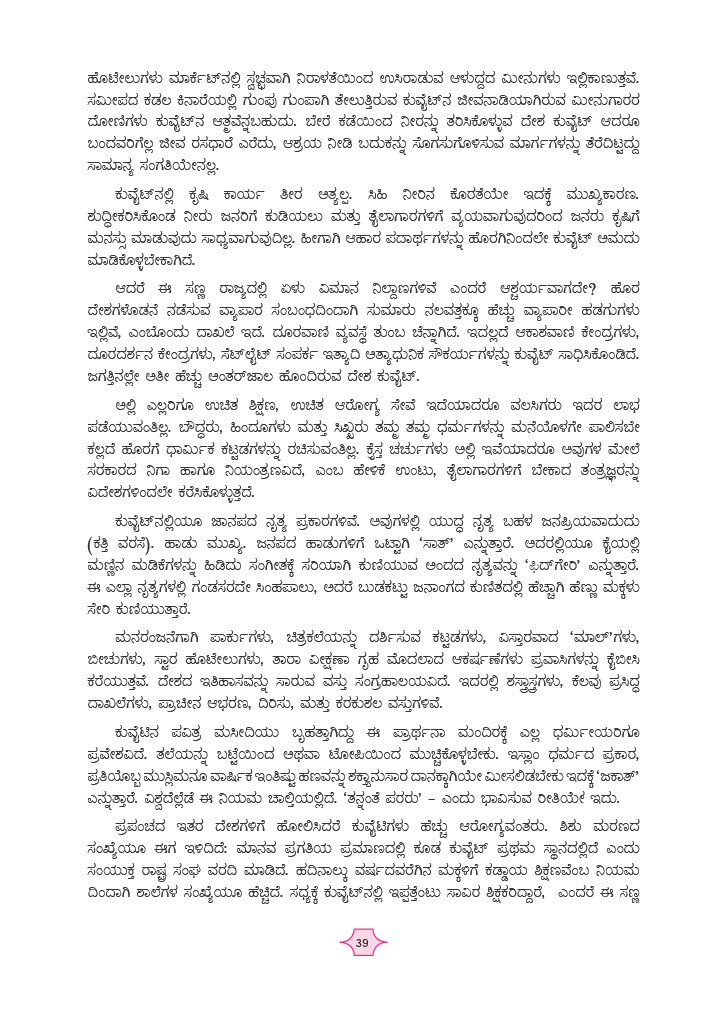 ಹೊಟೇಲುಗಳು ಮಾರ್ಕೆಟ್‌ನಲ್ಲಿ ಸ್ವಚ್ಛವಾಗಿ ನಿರಾಳತೆಯಿಂದ ಉಸಿರಾಡುವ ಆಳುದ್ದದ ಮೀನುಗಳು ಇಲ್ಲಿಕಾಣುತ್ತವೆ.
ಸಮೀಪದ ಕಡಲ ಕಿನಾರೆಯಲ್ಲಿ ಗುಂಪು ಗುಂಪಾಗಿ ತೇಲುತ್ತಿರುವ ಕುವೈಟ್‌ನ ಜೀವನಾಡಿಯಾಗಿರುವ ಮೀನುಗಾರರ
ದೋಣಿಗಳು ಕುವೈಟ್‌ನ ಆತ್ಮವೆನ್ನಬಹುದು. ಬೇರೆ ಕಡೆಯಿಂದ ನೀರನ್ನು ತರಿಸಿಕೊಳ್ಳುವ ದೇಶ ಕುವೈಟ್ ಆದರೂ
ಬಂದವರಿಗೆಲ್ಲ ಜೀವ ರಸಧಾರೆ ಎರೆದು, ಆಶ್ರಯ ನೀಡಿ ಬದುಕನ್ನು ಸೊಗಸುಗೊಳಿಸುವ ಮಾರ್ಗಗಳನ್ನು ತೆರೆದಿಟ್ಟದ್ದು
ಸಾಮಾನ್ಯ ಸಂಗತಿಯೇನಲ್ಲ.
ಕುವೈಟ್‌ನಲ್ಲಿ ಕೃಷಿ ಕಾರ್ಯ ತೀರ ಅತ್ಯಲ್ಪ. ಸಿಹಿ ನೀರಿನ ಕೊರತೆಯೇ ಇದಕ್ಕೆ ಮುಖ್ಯಕಾರಣ.
ಶುದ್ಧೀಕರಿಸಿಕೊಂಡ ನೀರು ಜನರಿಗೆ ಕುಡಿಯಲು ಮತ್ತು ತೈಲಾಗಾರಗಳಿಗೆ ವ್ಯಯವಾಗುವುದರಿಂದ ಜನರು ಕೃಷಿಗೆ
ಮನಸ್ಸು ಮಾಡುವುದು ಸಾಧ್ಯವಾಗುವುದಿಲ್ಲ. ಹೀಗಾಗಿ ಆಹಾರ ಪದಾರ್ಥಗಳನ್ನು ಹೊರಗಿನಿಂದಲೇ ಕುವೈಟ್ ಆಮದು
ಮಾಡಿಕೊಳ್ಳಬೇಕಾಗಿದೆ.
ಆದರೆ ಈ ಸಣ್ಣ ರಾಜ್ಯದಲ್ಲಿ ಏಳು ವಿಮಾನ ನಿಲ್ದಾಣಗಳಿವೆ ಎಂದರೆ ಆಶ್ಚರ್ಯವಾಗದೇ? ಹೊರ
ದೇಶಗಳೊಡನೆ ನಡೆಸುವ ವ್ಯಾಪಾರ ಸಂಬಂಧದಿಂದಾಗಿ ಸುಮಾರು ನಲವತ್ತಕ್ಕೂ ಹೆಚ್ಚು ವ್ಯಾಪಾರೀ ಹಡಗುಗಳು
ಇಲ್ಲಿವೆ, ಎಂಬೊಂದು ದಾಖಲೆ ಇದೆ. ದೂರವಾಣಿ ವ್ಯವಸ್ಥೆ ತುಂಬ ಚೆನ್ನಾಗಿದೆ. ಇದಲ್ಲದೆ ಆಕಾಶವಾಣಿ ಕೇಂದ್ರಗಳು,
ದೂರದರ್ಶನ ಕೇಂದ್ರಗಳು, ಸೆಟ್‌ಲೈಟ್ ಸಂಪರ್ಕ ಇತ್ಯಾದಿ ಅತ್ಯಾಧುನಿಕ ಸೌಕರ್ಯಗಳನ್ನು ಕುವೈಟ್ ಸಾಧಿಸಿಕೊಂಡಿದೆ.
ಜಗತ್ತಿನಲ್ಲೇ ಅತೀ ಹೆಚ್ಚು ಅಂತರ್‌ಜಾಲ ಹೊಂದಿರುವ ದೇಶ ಕುವೈಟ್.
ಅಲ್ಲಿ ಎಲ್ಲರಿಗೂ ಉಚಿತ ಶಿಕ್ಷಣ, ಉಚಿತ ಆರೋಗ್ಯ ಸೇವೆ ಇದೆಯಾದರೂ ವಲಸಿಗರು ಇದರ ಲಾಭ
ಪಡೆಯುವಂತಿಲ್ಲ. ಬೌದ್ಧರು, ಹಿಂದೂಗಳು ಮತ್ತು ಸಿಖ್ಖರು ತಮ್ಮ ತಮ್ಮ ಧರ್ಮಗಳನ್ನು ಮನೆಯೊಳಗೇ ಪಾಲಿಸಬೇ
ಕಲ್ಲದೆ ಹೊರಗೆ ಧಾರ್ಮಿಕ ಕಟ್ಟಡಗಳನ್ನು ರಚಿಸುವಂತಿಲ್ಲ. ಕ್ರೈಸ್ತ ಚರ್ಚುಗಳು ಅಲ್ಲಿ ಇವೆಯಾದರೂ ಅವುಗಳ ಮೇಲೆ
ಸರಕಾರದ ನಿಗಾ ಹಾಗೂ ನಿಯಂತ್ರಣವಿದೆ, ಎಂಬ ಹೇಳಿಕೆ ಉಂಟು, ತೈಲಾಗಾರಗಳಿಗೆ ಬೇಕಾದ ತಂತ್ರಜ್ಞರನ್ನು
ವಿದೇಶಗಳಿಂದಲೇ ಕರೆಸಿಕೊಳ್ಳುತ್ತದೆ.
ಕುವೈಟ್‌ನಲ್ಲಿಯೂ ಜಾನಪದ ನೃತ್ಯ ಪ್ರಕಾರಗಳಿವೆ. ಅವುಗಳಲ್ಲಿ ಯುದ್ಧ ನೃತ್ಯ ಬಹಳ ಜನಪ್ರಿಯವಾದುದು
(ಕತ್ತಿ ವರಸೆ). ಹಾಡು ಮುಖ್ಯ. ಜನಪದ ಹಾಡುಗಳಿಗೆ ಒಟ್ಟಾಗಿ ‘ಸಾತ್’ ಎನ್ನುತ್ತಾರೆ. ಅದರಲ್ಲಿಯೂ ಕೈಯಲ್ಲಿ
ಮಣ್ಣಿನ ಮಡಿಕೆಗಳನ್ನು ಹಿಡಿದು ಸಂಗೀತಕ್ಕೆ ಸರಿಯಾಗಿ ಕುಣಿಯುವ ಅಂದದ ನೃತ್ಯವನ್ನು ‘ಫಿದ್‌ಗೇರಿ’ ಎನ್ನುತ್ತಾರೆ.
ಈ ಎಲ್ಲಾ ನೃತ್ಯಗಳಲ್ಲಿ ಗಂಡಸರದೇ ಸಿಂಹಪಾಲು, ಆದರೆ ಬುಡಕಟ್ಟು ಜನಾಂಗದ ಕುಣಿತದಲ್ಲಿ ಹೆಚ್ಚಾಗಿ ಹೆಣ್ಣು ಮಕ್ಕಳು
ಸೇರಿ ಕುಣಿಯುತ್ತಾರೆ.
ಮನರಂಜನೆಗಾಗಿ ಪಾರ್ಕುಗಳು, ಚಿತ್ರಕಲೆಯನ್ನು ದರ್ಶಿಸುವ ಕಟ್ಟಡಗಳು, ವಿಸ್ತಾರವಾದ ‘ಮಾಲ್’ಗಳು,
ಬೀಚುಗಳು, ಸ್ಟಾರ ಹೊಟೇಲುಗಳು, ತಾರಾ ವೀಕ್ಷಣಾ ಗೃಹ ಮೊದಲಾದ ಆಕರ್ಷಣೆಗಳು ಪ್ರವಾಸಿಗಳನ್ನು ಕೈಬೀಸಿ
ಕರೆಯುತ್ತವೆ. ದೇಶದ ಇತಿಹಾಸವನ್ನು ಸಾರುವ ವಸ್ತು ಸಂಗ್ರಹಾಲಯವಿದೆ. ಇದರಲ್ಲಿ ಶಸ್ತ್ರಾಸ್ತ್ರಗಳು, ಕೆಲವು ಪ್ರಸಿದ್ಧ
ದಾಖಲೆಗಳು, ಪ್ರಾಚೀನ ಆಭರಣ, ದಿರಿಸು, ಮತ್ತು ಕರಕುಶಲ ವಸ್ತುಗಳಿವೆ.
ಕುವೈಟಿನ ಪವಿತ್ರ ಮಸೀದಿಯು ಬೃಹತ್ತಾಗಿದ್ದು ಈ ಪ್ರಾರ್ಥನಾ ಮಂದಿರಕ್ಕೆ ಎಲ್ಲ ಧರ್ಮೀಯರಿಗೂ
ಪ್ರವೇಶವಿದೆ. ತಲೆಯನ್ನು ಬಟ್ಟೆಯಿಂದ ಅಥವಾ ಟೋಪಿಯಿಂದ ಮುಚ್ಚಿಕೊಳ್ಳಬೇಕು. ಇಸ್ಲಾಂ ಧರ್ಮದ ಪ್ರಕಾರ,
ಪ್ರತಿಯೊಬ್ಬ ಮುಸ್ಲಿಮನೂ ವಾರ್ಷಿಕ ಇಂತಿಷ್ಟು ಹಣವನ್ನು ಶಕ್ತ್ಯಾನುಸಾರ ದಾನಕ್ಕಾಗಿಯೇ ಮೀಸಲಿಡಬೇಕು ಇದಕ್ಕೆ ‘ಜಕಾತ್’
ಎನ್ನುತ್ತಾರೆ. ವಿಶ್ವದೆಲ್ಲೆಡೆ ಈ ನಿಯಮ ಚಾಲ್ತಿಯಲ್ಲಿದೆ. ‘ತನ್ನಂತೆ ಪರರು’ – ಎಂದು ಭಾವಿಸುವ ರೀತಿಯೇ ಇದು.
ಪ್ರಪಂಚದ ಇತರ ದೇಶಗಳಿಗೆ ಹೋಲಿಸಿದರೆ ಕುವೈಟಿಗಳು ಹೆಚ್ಚು ಆರೋಗ್ಯವಂತರು. ಶಿಶು ಮರಣದ
ಸಂಖ್ಯೆಯೂ ಈಗ ಇಳಿದಿದೆ: ಮಾನವ ಪ್ರಗತಿಯ ಪ್ರಮಾಣದಲ್ಲಿ ಕೂಡ ಕುವೈಟ್ ಪ್ರಥಮ ಸ್ಥಾನದಲ್ಲಿದೆ ಎಂದು
ಸಂಯುಕ್ತ ರಾಷ್ಟ್ರ ಸಂಘ ವರದಿ ಮಾಡಿದೆ. ಹದಿನಾಲ್ಕು ವರ್ಷದವರೆಗಿನ ಮಕ್ಕಳಿಗೆ ಕಡ್ಡಾಯ ಶಿಕ್ಷಣವೆಂಬ ನಿಯಮ
ದಿಂದಾಗಿ ಶಾಲೆಗಳ ಸಂಖ್ಯೆಯೂ ಹೆಚ್ಚಿದೆ. ಸಧ್ಯಕ್ಕೆ ಕುವೈಟ್‌ನಲ್ಲಿ ಇಪ್ಪತ್ತೆಂಟು ಸಾವಿರ ಶಿಕ್ಷಕರಿದ್ದಾರೆ, ಎಂದರೆ ಈ ಸಣ್ಣ
39